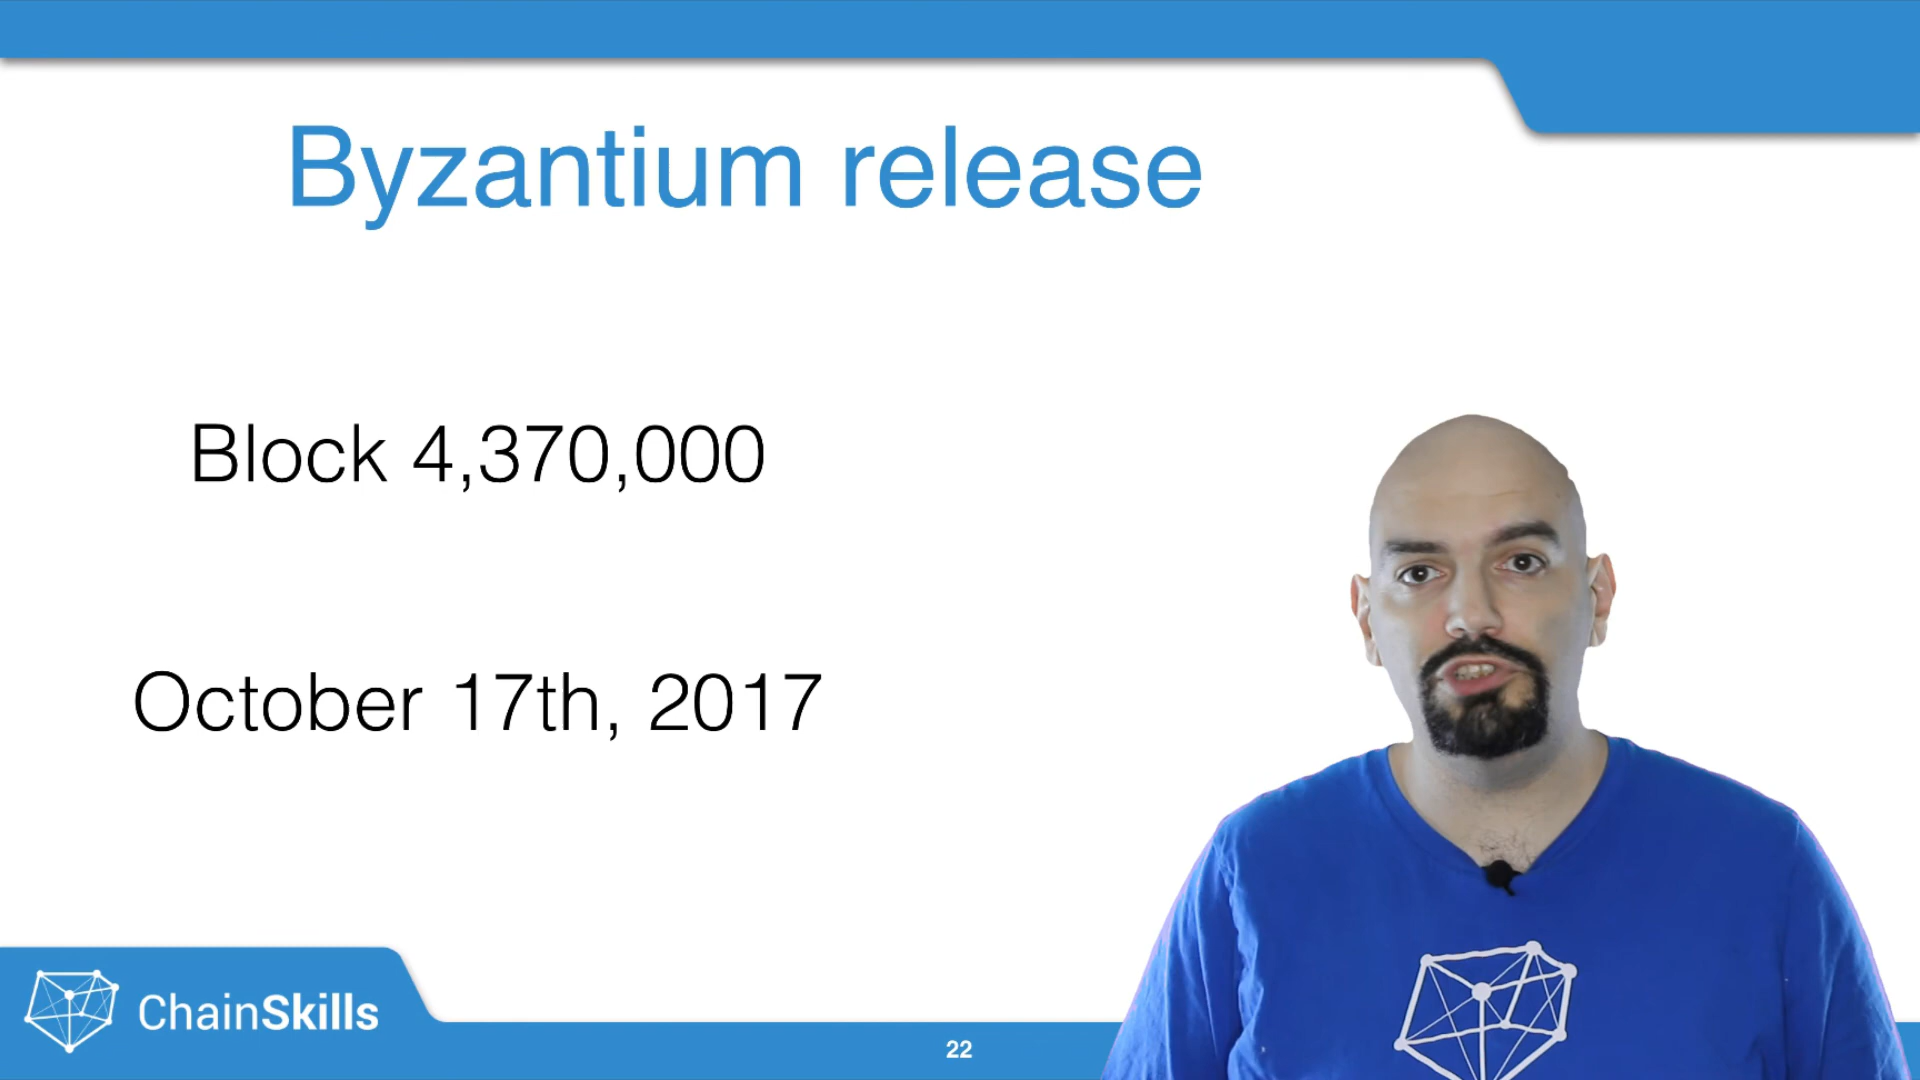 Byzantium release
Block 4,370,000
October 17th, 2017
ChainSkills
22